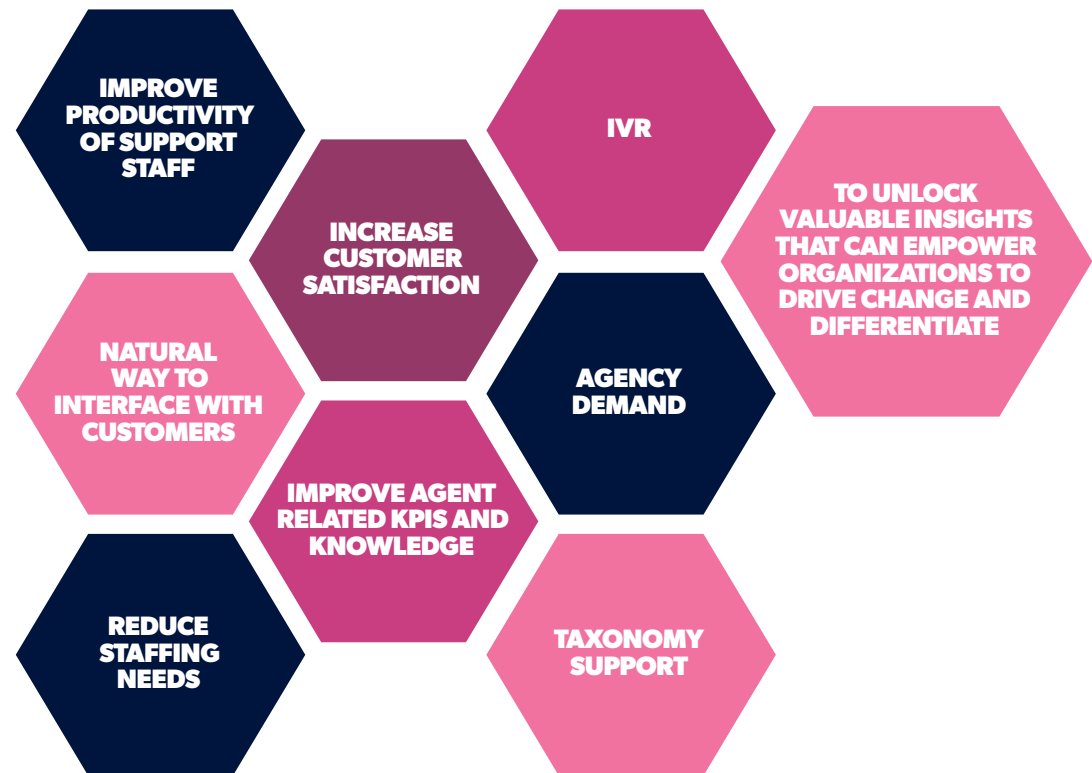 IMPROVE
PRODUCTIVITY
OF SUPPORT
STAFF
INCREASE
CUSTOMER
SATISFACTION
IVR
TO UNLOCK
VALUABLE INSIGHTS
THAT CAN EMPOWER
ORGANIZATIONS TO
DRIVE CHANGE AND
DIFFERENTIATE
NATURAL
WAY TO
INTERFACE WITH
CUSTOMERS
AGENCY
DEMAND
IMPROVE AGENT
RELATED KPIS AND
KNOWLEDGE
REDUCE
STAFFING
NEEDS
TAXONOMY
SUPPORT